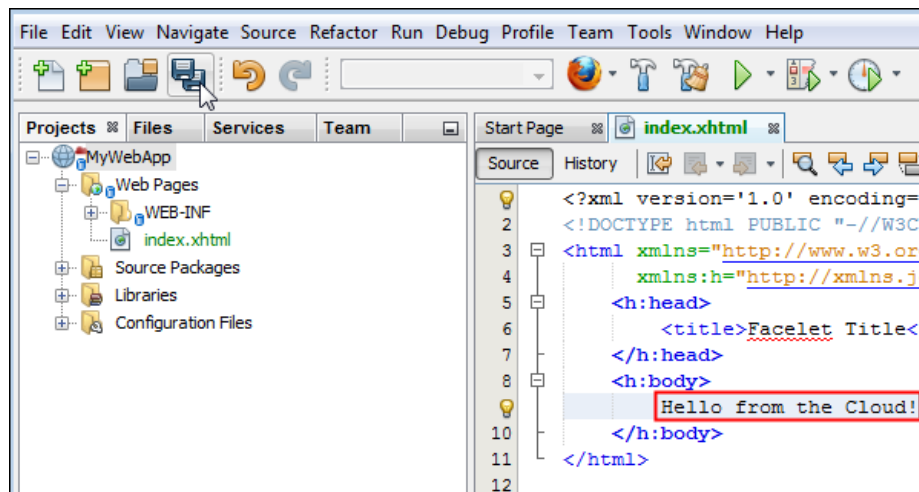 File Edit View Navigate Source Refactor Run Debug Profile Team Tools Window Help
Projects Files Services Team
Start Page index.xhtml
MyWebApp
Web Pages
WEB-INF
index.xhtml
Source Packages
Libraries
Configuration Files
Source History
<?xml version='1.0' encoding=
2 <!DOCTYPE html PUBLIC "-//W3C
3 <html xmlns="http://www.w3.or
4 xmlns:h="http://xmlns.j
5 <h:head>
6 <title>Facelet Title<
7 </h:head>
8 <h:body>
Hello from the Cloud!
10 </h:body>
11 </html>
12